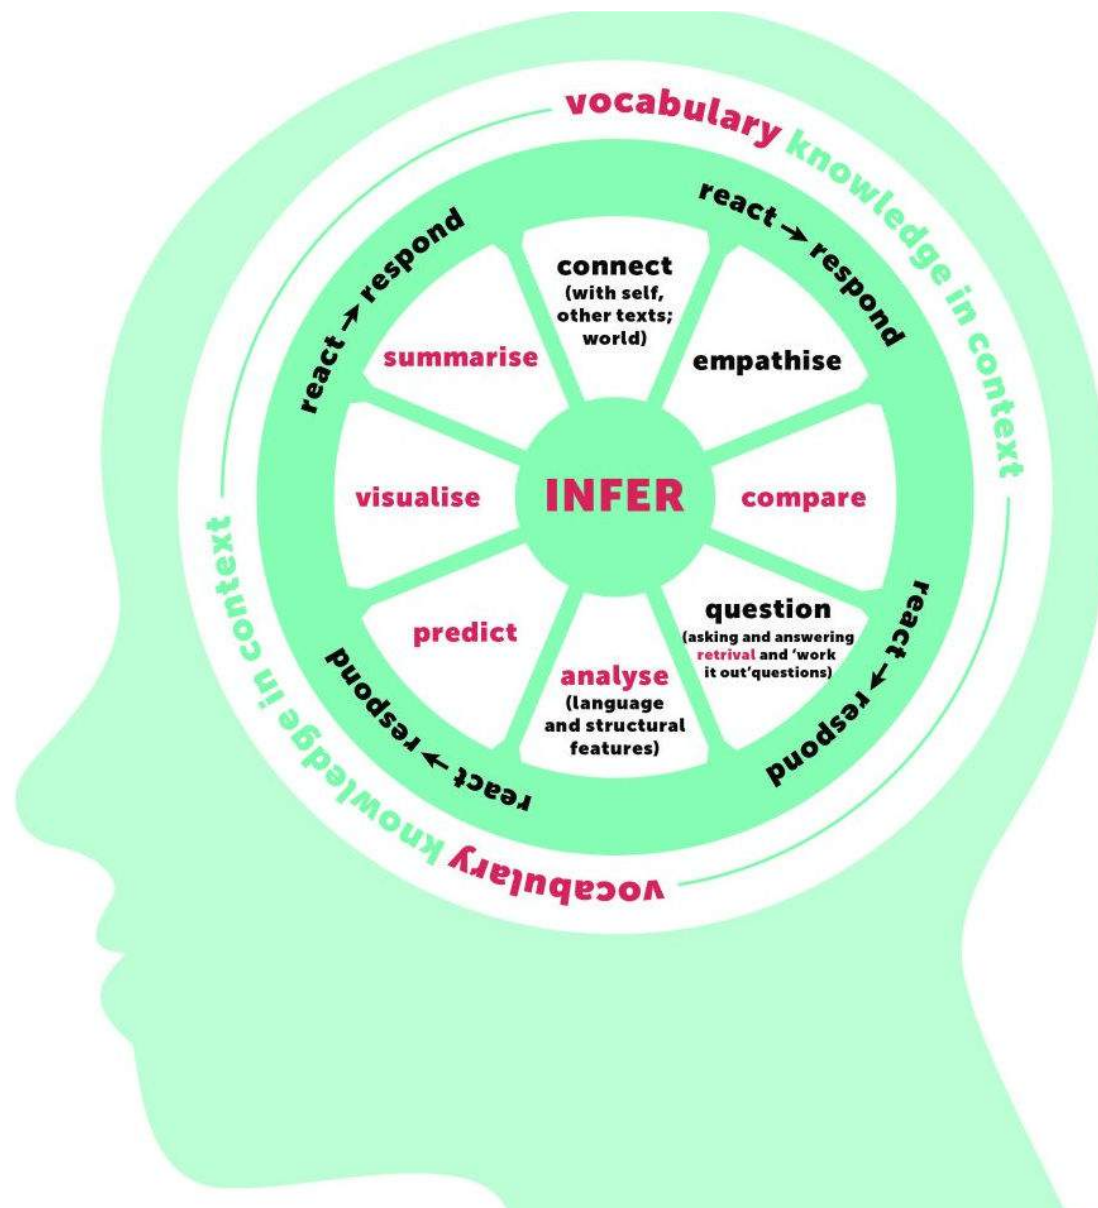 vocabulary knowledge in context
react → respond
react → respond
connect
(with self,
other texts;
world)
summarise
empathise
visualise
INFER
compare
predict
question
(asking and answering
retrival and ‘work
it out’questions)
analyse
(language
and structural
features)
react → respond
react → respond
vocabulary knowledge in context